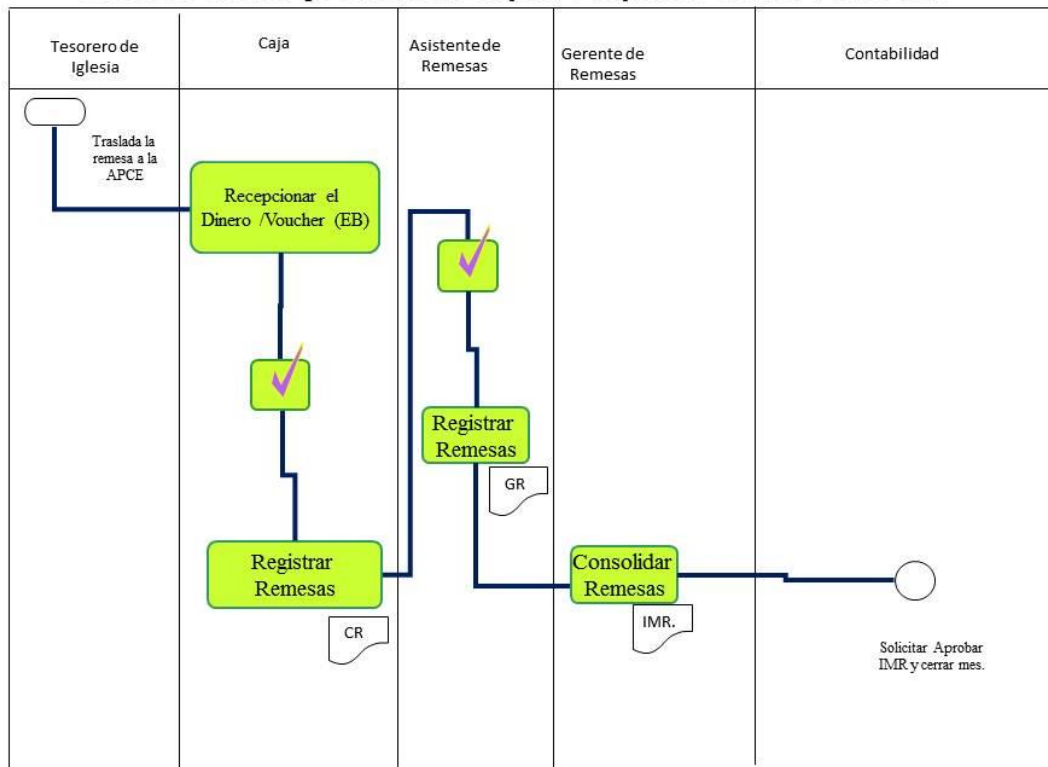 Tesorero de
Iglesia
Caja
Asistente de
Remesas
Gerente de
Remesas
Contabilidad
Traslada la
remesa a la
APCE
Recepcionar el
Dinero /Voucher (EB)
Registrar
Remesas
CR
Registrar
Remesas
GR
Consolidar
Remesas
IMR.
Solicitar Aprobar
IMR y cerrar mes.